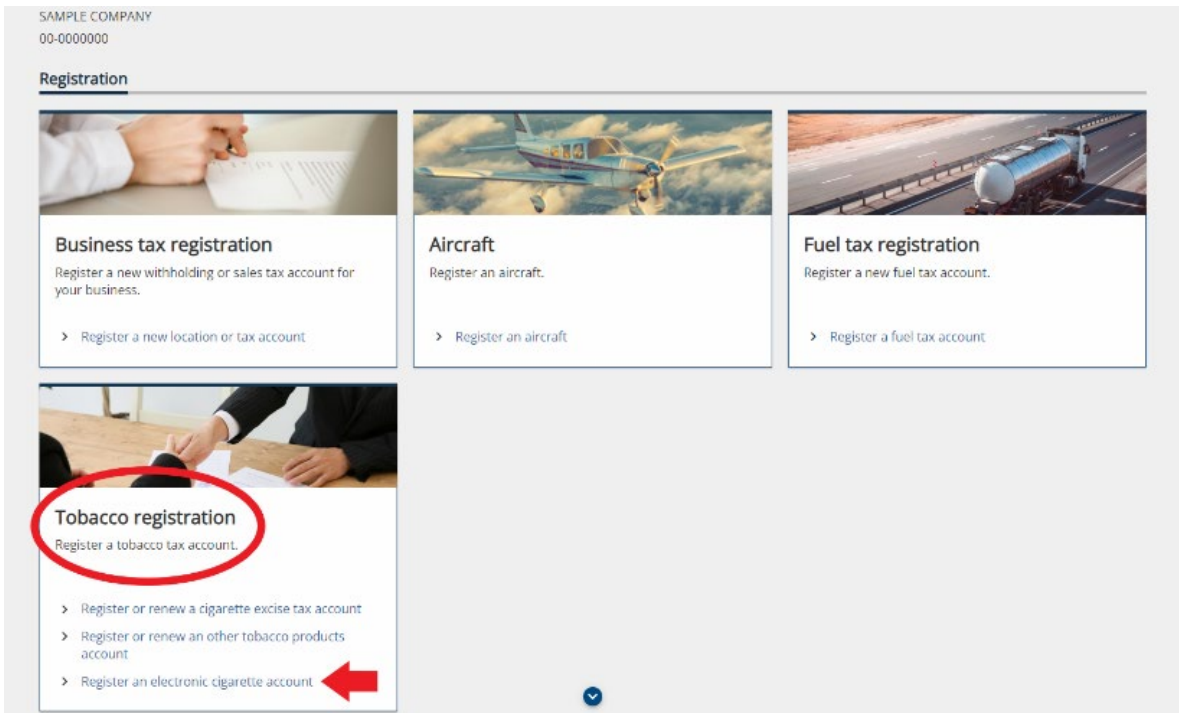 SAMPLE COMPANY
00-0000000
Registration
Business tax registration
Register a new withholding or sales tax account for
your business.
Register a new location or tax account
Aircraft
Register an aircraft.
Register an aircraft
Fuel tax registration
Register a new fuel tax account.
Register a fuel tax account
Tobacco registration
Register a tobacco tax account.
Register or renew a cigarette excise tax account
Register or renew an other tobacco products
account
Register an electronic cigarette account